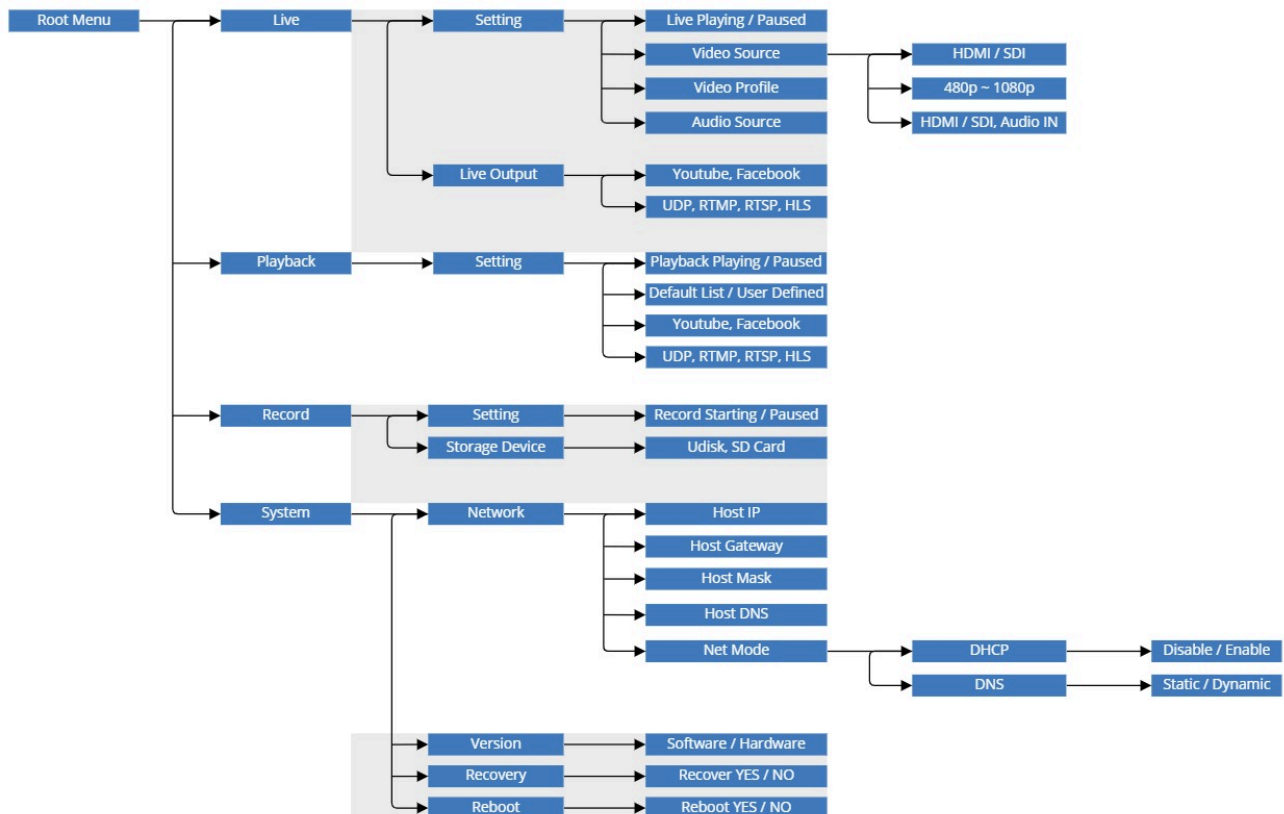 Root Menu
Live
Setting
Live Playing / Paused
Video Source
HDMI / SDI
Video Profile
480p ~ 1080p
Audio Source
HDMI / SDI, Audio IN
Live Output
Youtube, Facebook
UDP, RTMP, RTSP, HLS
Playback
Setting
Playback Playing / Paused
Default List / User Defined
Youtube, Facebook
UDP, RTMP, RTSP, HLS
Record
Setting
Record Starting / Paused
Storage Device
Udisk, SD Card
System
Network
Host IP
Host Gateway
Host Mask
Host DNS
Net Mode
DHCP
Disable / Enable
DNS
Static / Dynamic
Version
Software / Hardware
Recovery
Recover YES / NO
Reboot
Reboot YES / NO